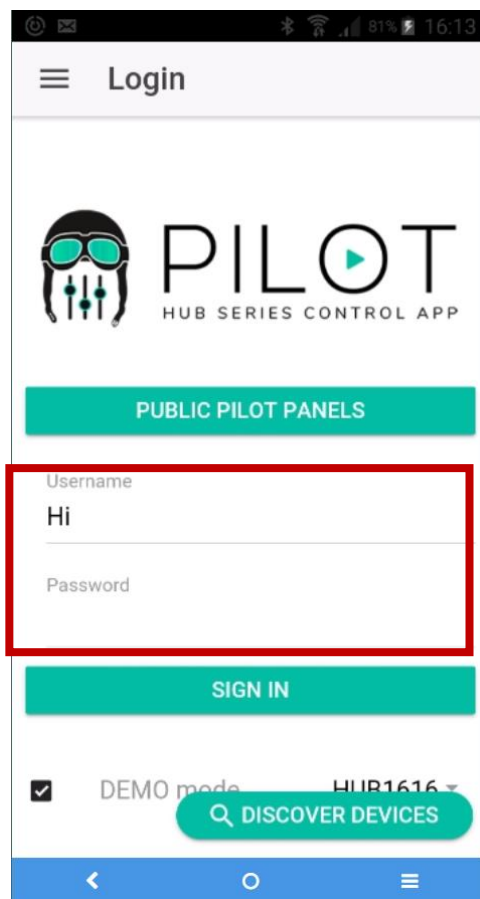 81% 16:13
Login
PILOT
HUB SERIES CONTROL APP
PUBLIC PILOT PANELS
Username
Hi
Password
SIGN IN
DEMO mode HUB1616
DISCOVER DEVICES